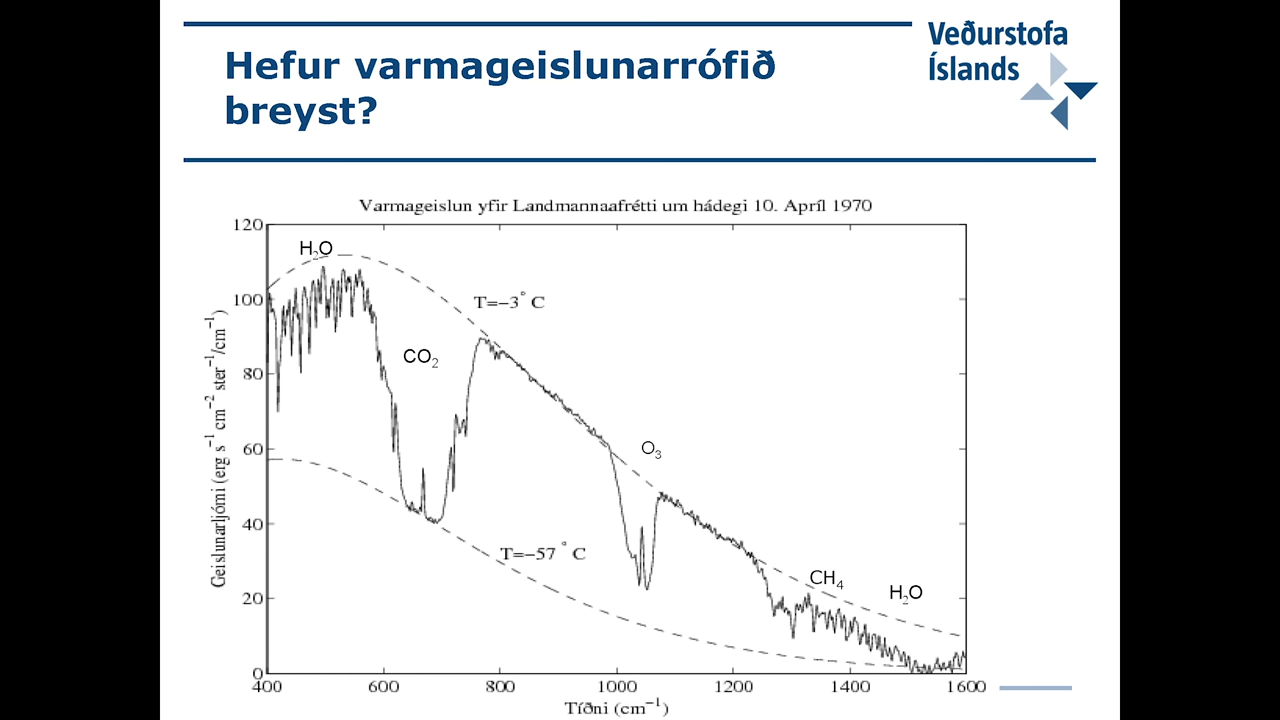 Hefur varmageislunarrófið
breyst?
Veðurstofa
Íslands
Varmageislun yfir Landmannaafrétti um hádegi 10. Apríl 1970
120
100
80
60
40
20
0
Geislunarljómi (erg s⁻¹ cm⁻² ster⁻¹/cm⁻¹)
H₂O
T=−3° C
CO₂
O₃
T=−57° C
CH₄
H₂O
400 600 800 1000 1200 1400 1600
Tíðni (cm⁻¹)